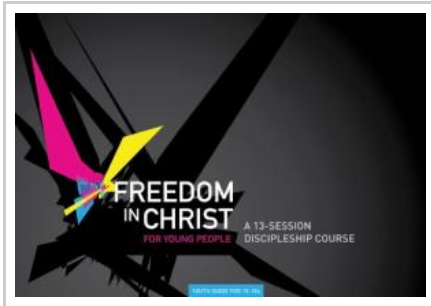 FREEDOM
IN CHRIST
FOR YOUNG PEOPLE
A 13-SESSION
DISCIPLESHIP COURSE